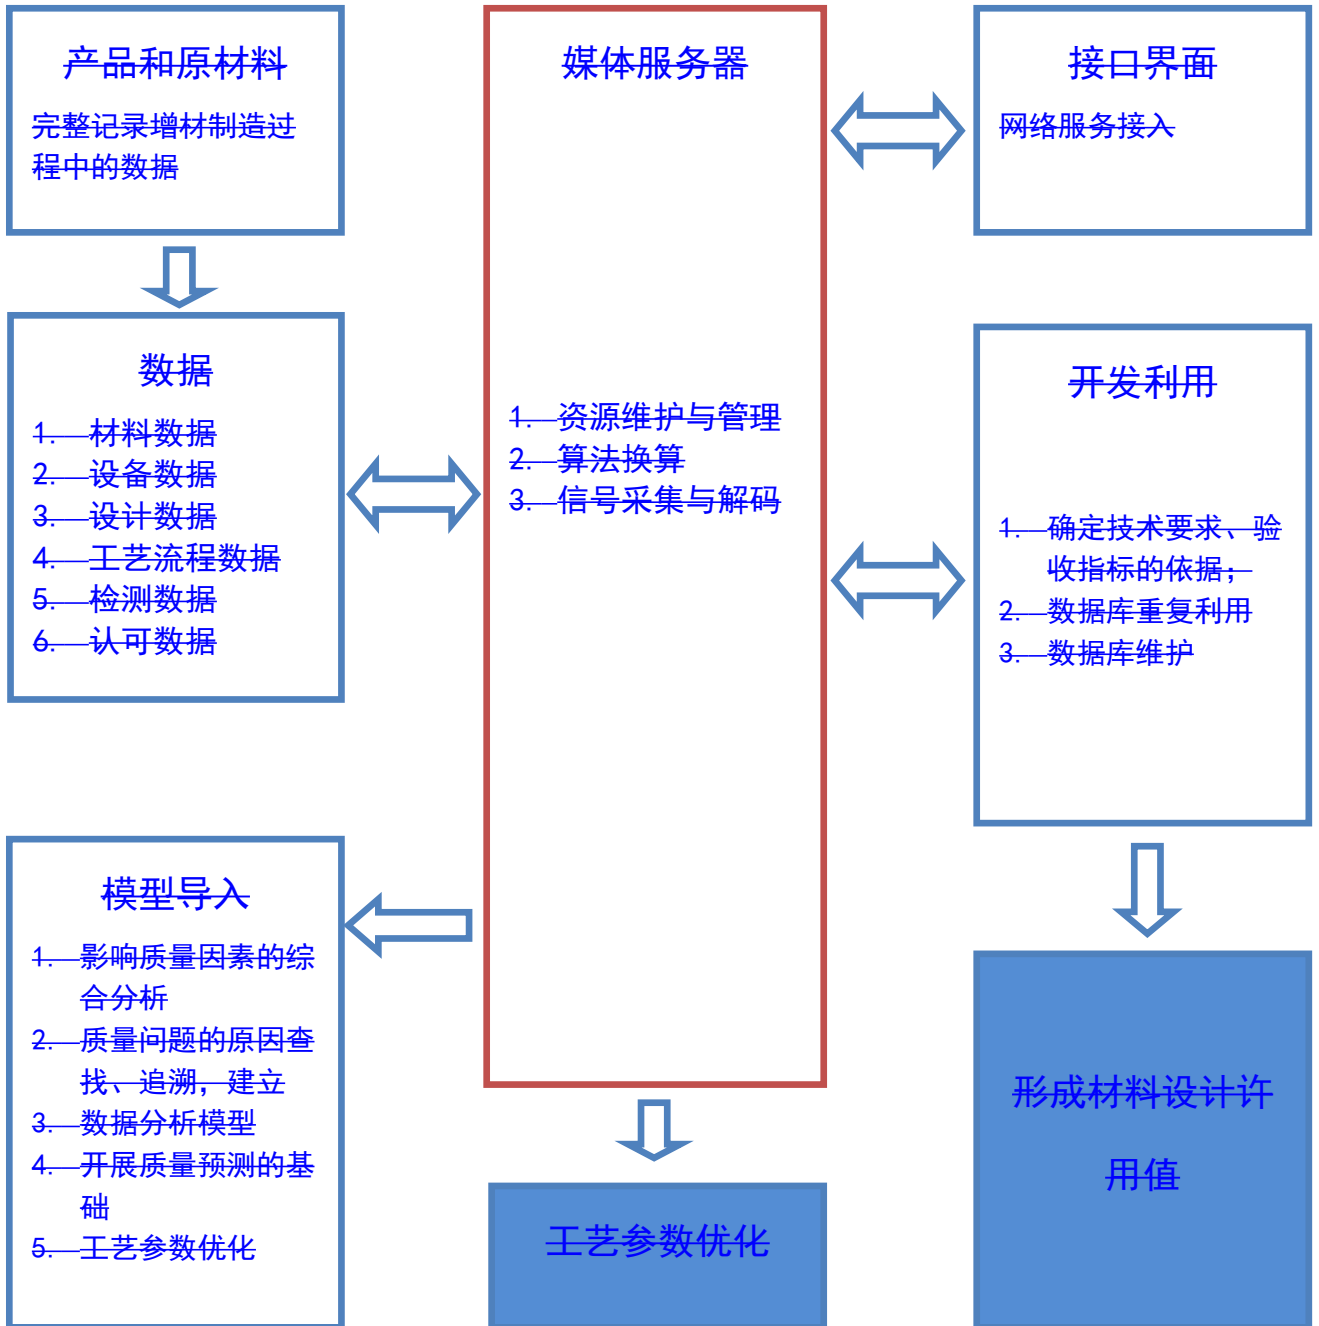 产品和原材料
完整记录增材制造过
程中的数据
数据
1. 材料数据
2. 设备数据
3. 设计数据
4. 工艺流程数据
5. 检测数据
6. 认可数据
模型导入
1. 影响质量因素的综
合分析
2. 质量问题的原因查
找、追溯，建立
3. 数据分析模型
4. 开展质量预测的基
础
5. 工艺参数优化
媒体服务器
1. 资源维护与管理
2. 算法换算
3. 信号采集与解码
工艺参数优化
接口界面
网络服务接入
开发利用
1. 确定技术要求、验
收指标的依据；
2. 数据库重复利用
3. 数据库维护
形成材料设计许
用值